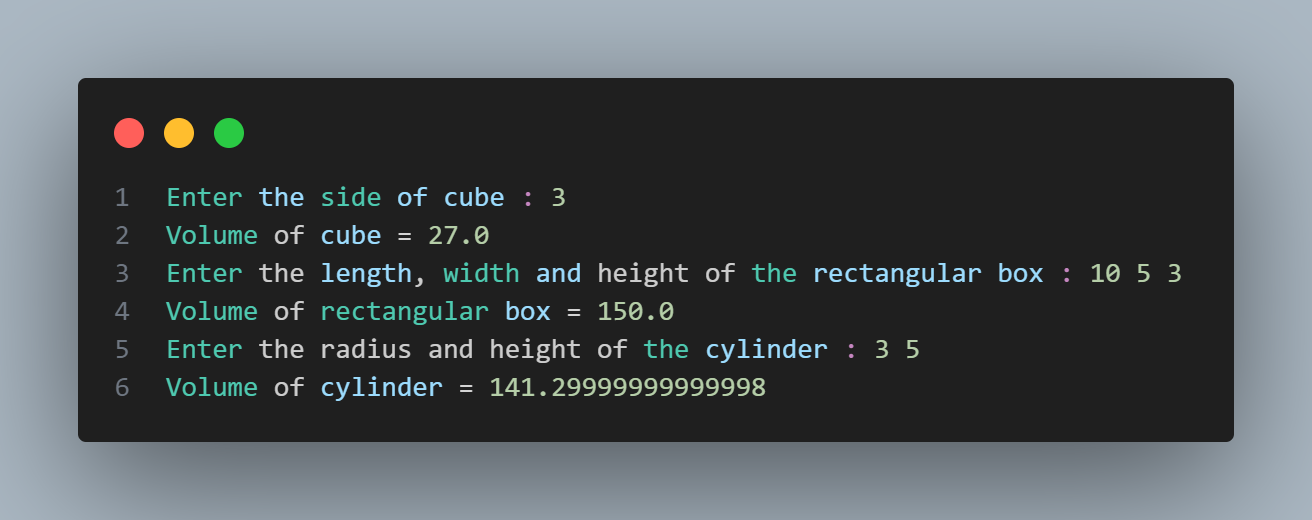 1 Enter the side of cube : 3
2 Volume of cube = 27.0
3 Enter the length, width and height of the rectangular box : 10 5 3
4 Volume of rectangular box = 150.0
5 Enter the radius and height of the cylinder : 3 5
6 Volume of cylinder = 141.29999999999998